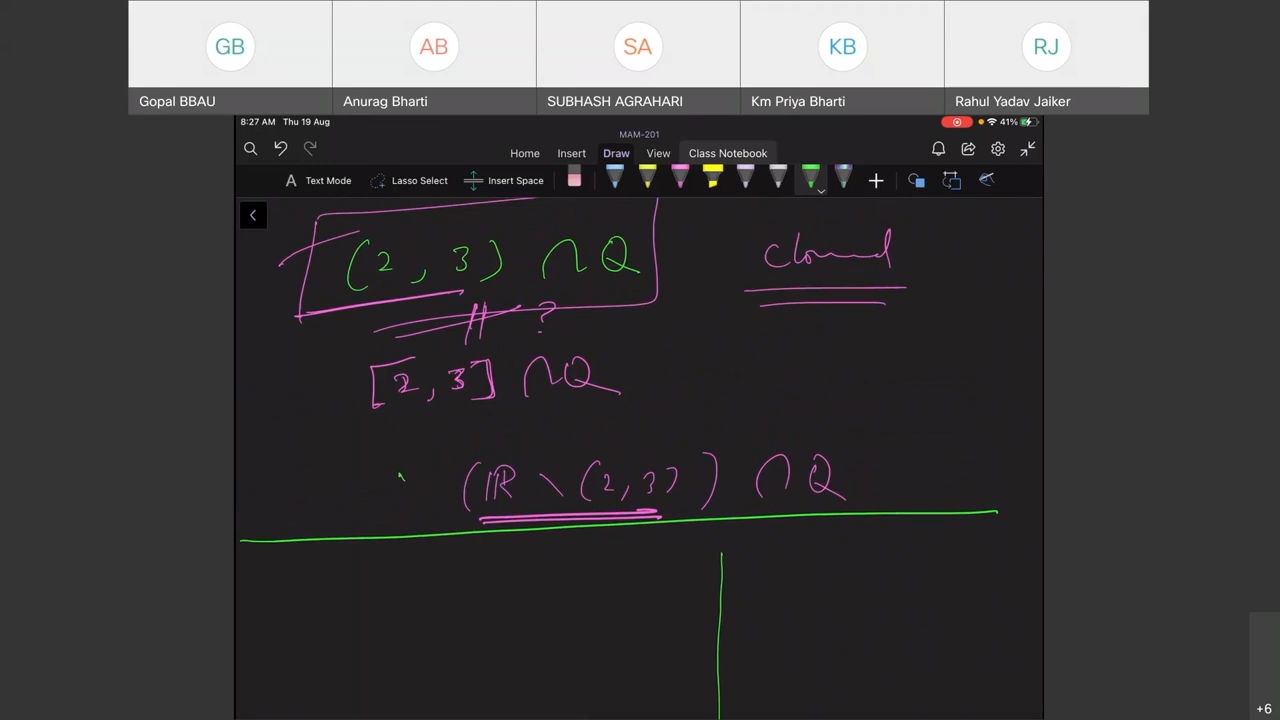 GB AB SA KB RJ
Gopal BBAU Anurag Bharti SUBHASH AGRAHARI Km Priya Bharti Rahul Yadav Jaiker
8:27 AM Thu 19 Aug 41%
MAM-201
Home Insert Draw View Class Notebook
A Text Mode Lasso Select Insert Space
(2, 3) ∩ Q closed
|| ?
[2, 3] ∩ Q
(ℝ \ (2, 3)) ∩ Q
+6